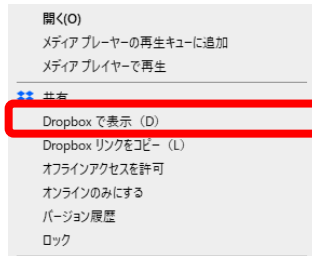 開く(O)
メディア プレーヤーの再生キューに追加
メディア プレイヤーで再生
共有
Dropbox で表示（D）
Dropbox リンクをコピー（L）
オフラインアクセスを許可
オンラインのみにする
バージョン履歴
ロック